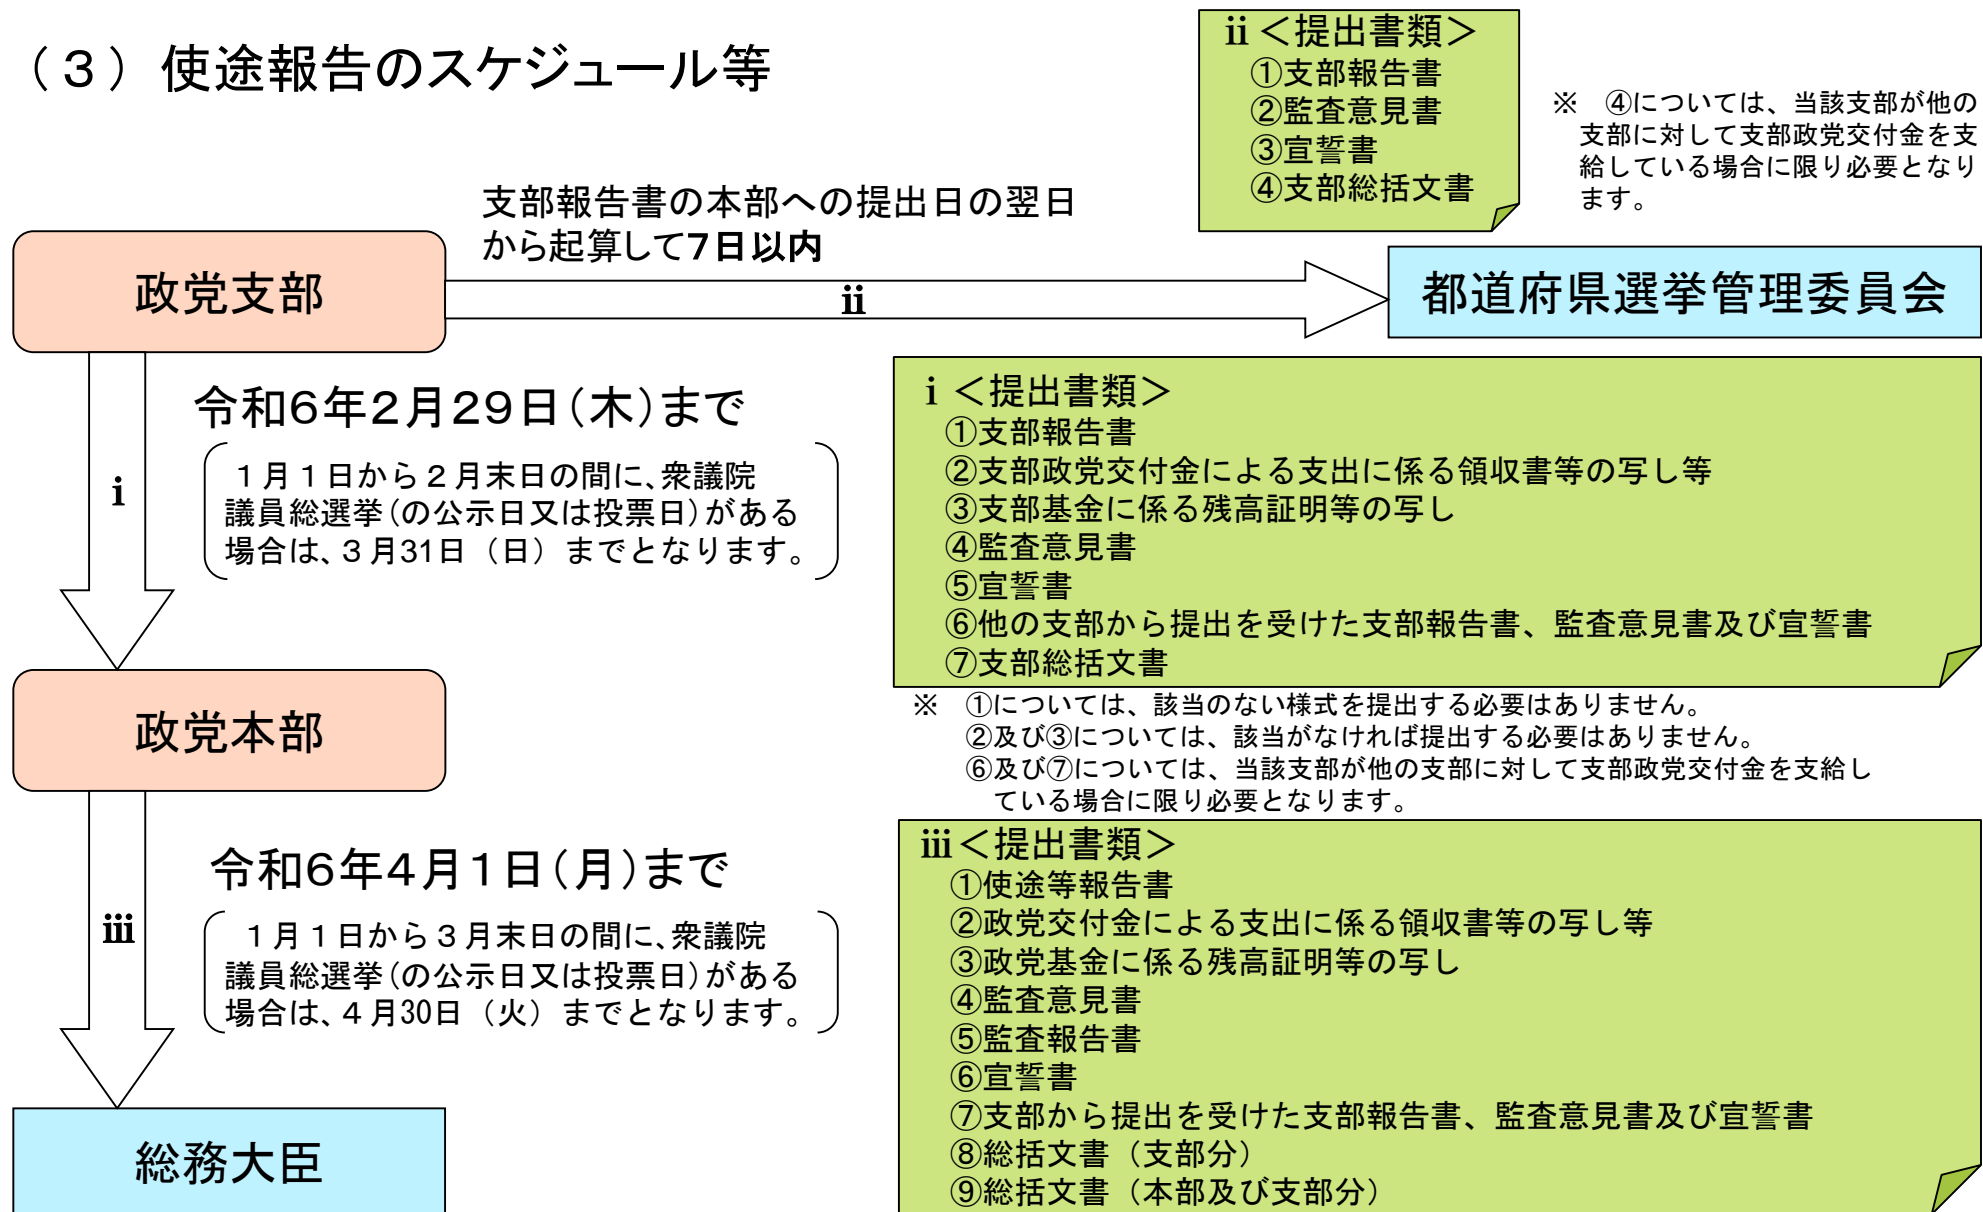 （３）使途報告のスケジュール等
ii＜提出書類＞
①支部報告書
②監査意見書
③宣誓書
④支部総括文書
※　④については、当該支部が他の
支部に対して支部政党交付金を支
給している場合に限り必要となり
ます。
支部報告書の本部への提出日の翌日
から起算して7日以内
政党支部
ii
都道府県選挙管理委員会
i
令和6年2月29日（木）まで
１月１日から２月末日の間に、衆議院
議員総選挙（の公示日又は投票日）がある
場合は、３月31日（日）までとなります。
i＜提出書類＞
①支部報告書
②支部政党交付金による支出に係る領収書等の写し等
③支部基金に係る残高証明等の写し
④監査意見書
⑤宣誓書
⑥他の支部から提出を受けた支部報告書、監査意見書及び宣誓書
⑦支部総括文書
※　①については、該当のない様式を提出する必要はありません。
②及び③については、該当がなければ提出する必要はありません。
⑥及び⑦については、当該支部が他の支部に対して支部政党交付金を支給し
ている場合に限り必要となります。
政党本部
iii
令和6年4月1日（月）まで
１月１日から３月末日の間に、衆議院
議員総選挙（の公示日又は投票日）がある
場合は、４月30日（火）までとなります。
iii＜提出書類＞
①使途等報告書
②政党交付金による支出に係る領収書等の写し等
③政党基金に係る残高証明等の写し
④監査意見書
⑤監査報告書
⑥宣誓書
⑦支部から提出を受けた支部報告書、監査意見書及び宣誓書
⑧総括文書（支部分）
⑨総括文書（本部及び支部分）
総務大臣